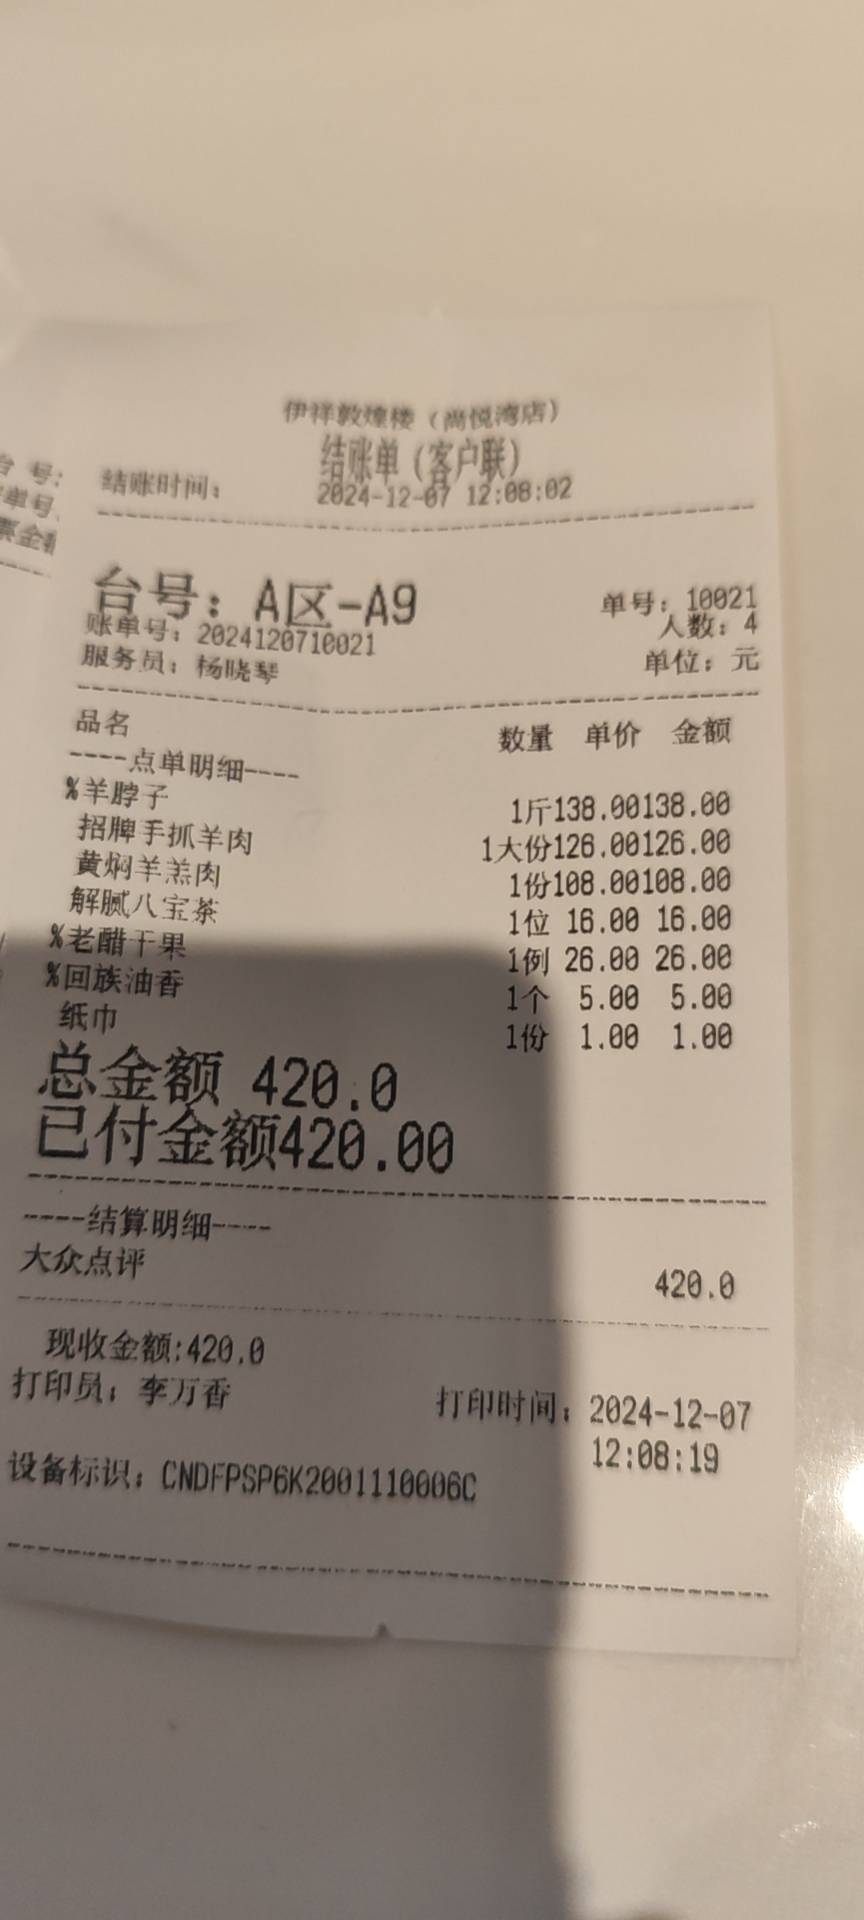 伊祥敦煌楼（尚悦湾店）
结账单（客户联）
结账时间： 2024-12-07 12:08:02
台号：A区-A9 单号：10021
账单号：2024120710021 人数：4
服务员：杨晓琴 单位：元
品名 数量 单价 金额
----点单明细----
%羊脖子 1斤138.00138.00
招牌手抓羊肉 1大份126.00126.00
黄焖羊羔肉 1份108.00108.00
解腻八宝茶 1位 16.00 16.00
%老醋干果 1例 26.00 26.00
%回族油香 1个 5.00 5.00
纸巾 1份 1.00 1.00
总金额 420.0
已付金额420.00
----结算明细----
大众点评 420.0
现收金额:420.0
打印员：李万香 打印时间：2024-12-07
12:08:19
设备标识：CNDFPSP6K2001110006C
台 号:
单号
票金额